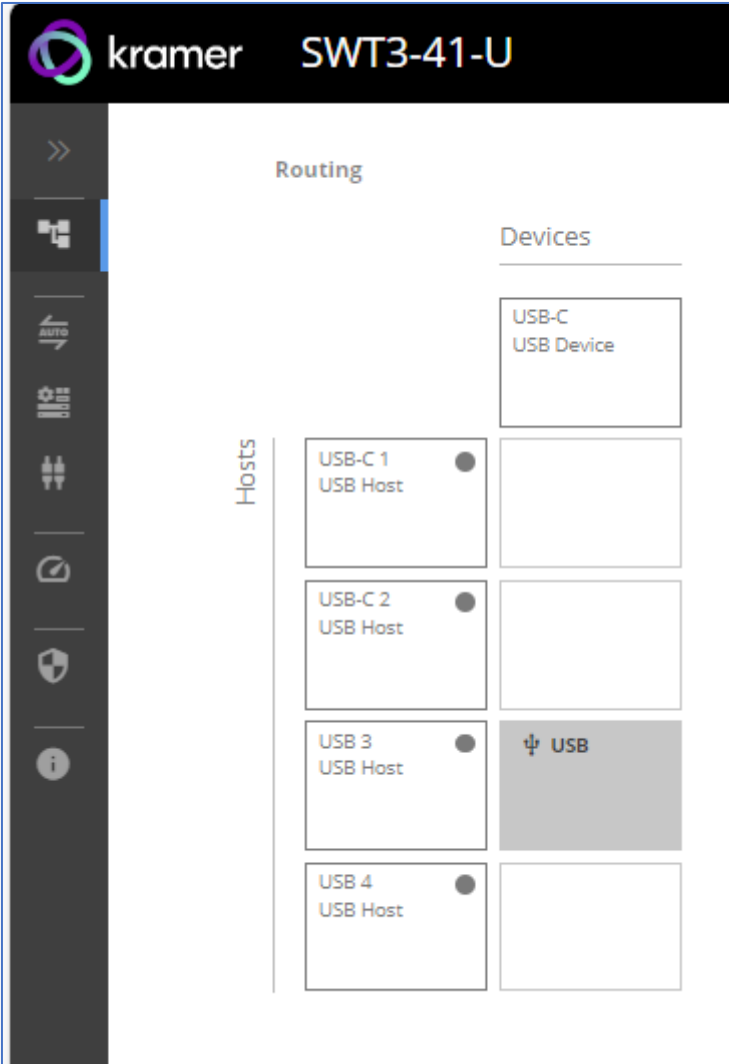 kramer SWT3-41-U
Routing
Devices
USB-C
USB Device
AUTO
Hosts
USB-C 1
USB Host
USB-C 2
USB Host
USB 3
USB Host
USB
USB 4
USB Host